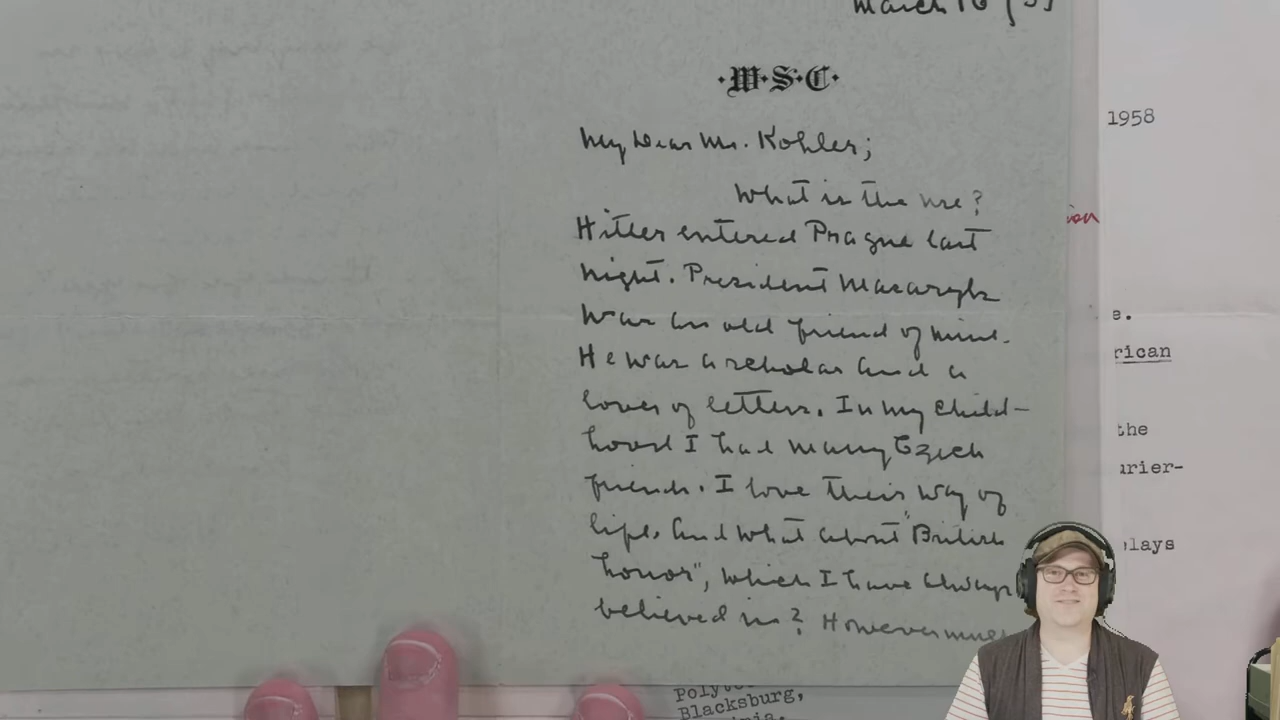 March 16
·W·S·C·
My Dear Mr. Kohler;
What is the use?
Hitler entered Prague last
night. President Masaryk
was an old friend of mine.
He was a scholar and a
lover of letters. In my child-
hood I had many Czech
friends. I love their way of
life. And what about "British
honor", which I have always
believed in? However much
1958
ion
e.
rican
the
urier-
lays
Blacksburg,